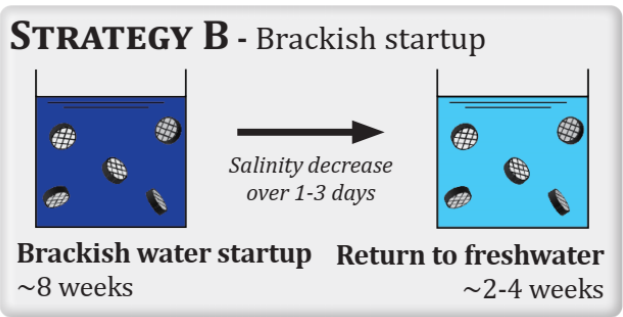 STRATEGY B - Brackish startup
Salinity decrease
over 1-3 days
Brackish water startup
~8 weeks
Return to freshwater
~2-4 weeks